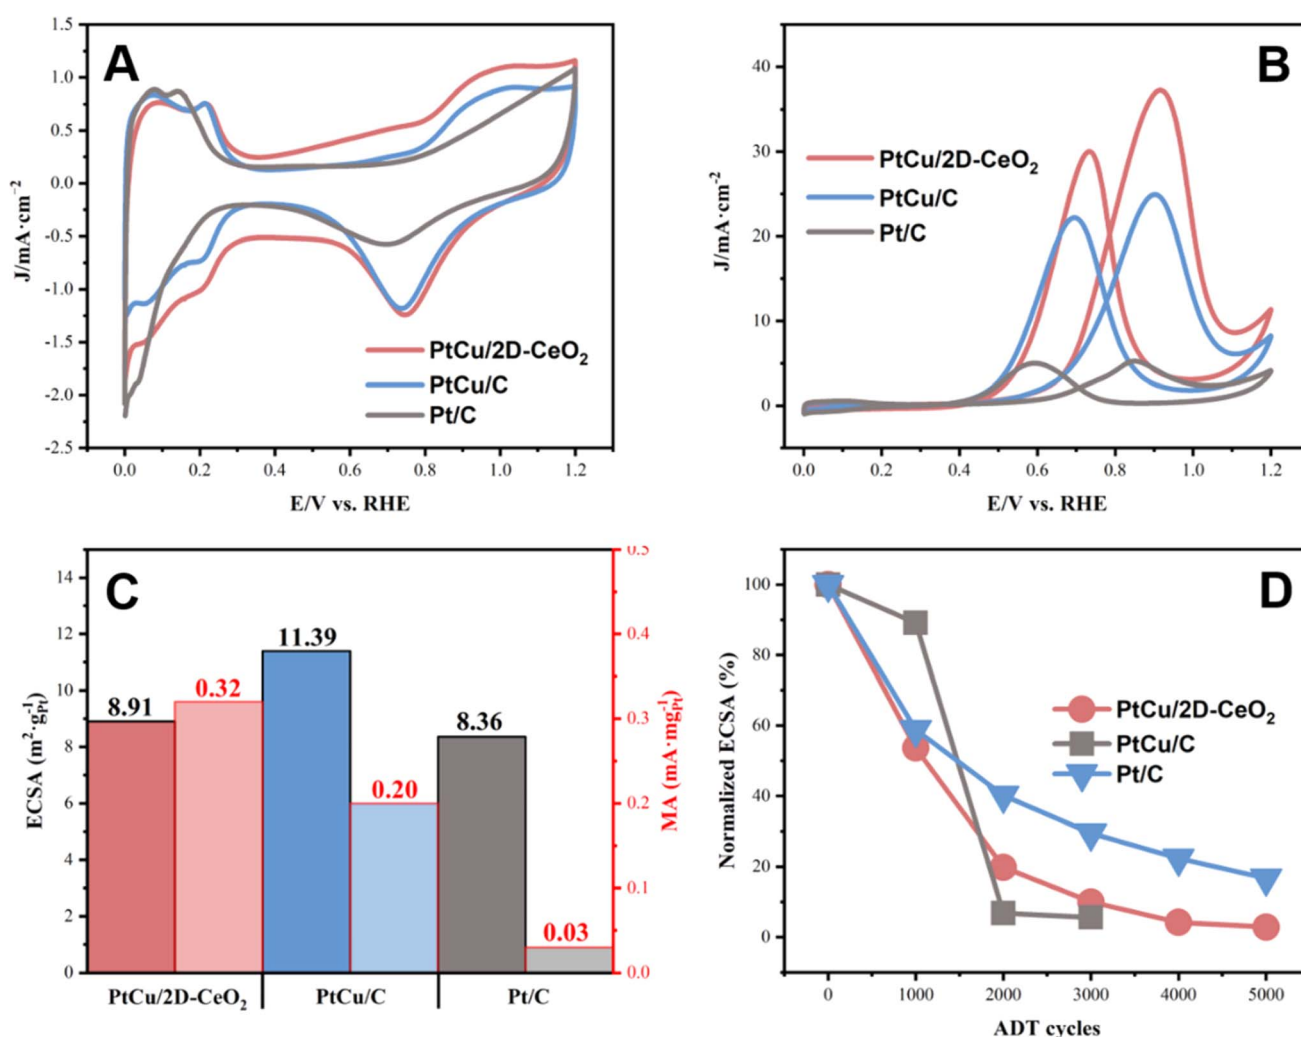 A
1.5
1.0
0.5
0.0
-0.5
-1.0
-1.5
-2.0
-2.5
J/mA·cm⁻²
PtCu/2D-CeO₂
PtCu/C
Pt/C
0.0 0.2 0.4 0.6 0.8 1.0 1.2
E/V vs. RHE
B
40
30
20
10
0
J/mA·cm⁻²
PtCu/2D-CeO₂
PtCu/C
Pt/C
0.0 0.2 0.4 0.6 0.8 1.0 1.2
E/V vs. RHE
C
14
12
10
8
6
4
2
0
ECSA (m²·g⁻¹Pt)
8.91
0.32
11.39
0.20
8.36
0.03
0.5
0.4
0.3
0.2
0.1
0.0
MA (mA·mg⁻¹Pt)
PtCu/2D-CeO₂ PtCu/C Pt/C
D
100
80
60
40
20
0
Normalized ECSA (%)
PtCu/2D-CeO₂
PtCu/C
Pt/C
0 1000 2000 3000 4000 5000
ADT cycles